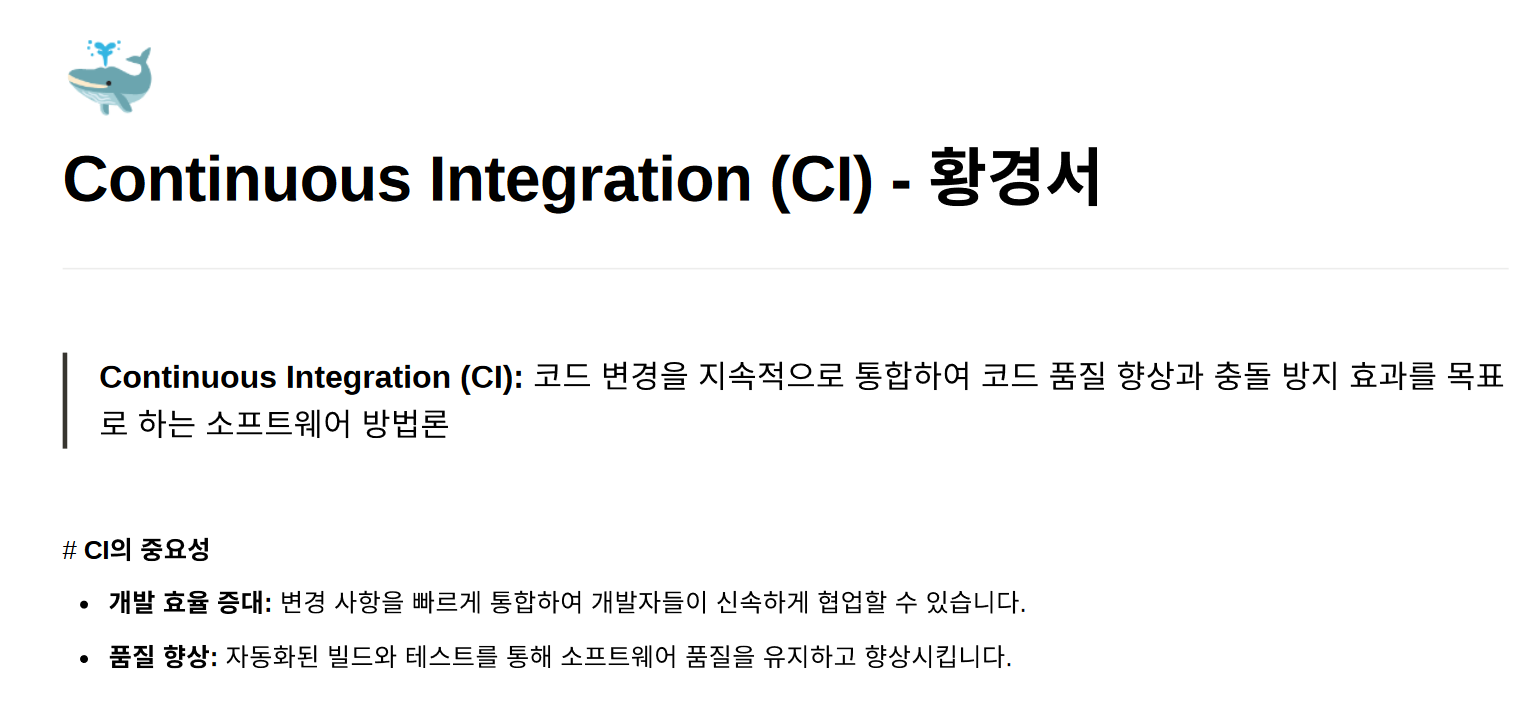 Continuous Integration (CI) - 황경서
Continuous Integration (CI): 코드 변경을 지속적으로 통합하여 코드 품질 향상과 충돌 방지 효과를 목표
로 하는 소프트웨어 방법론
# CI의 중요성
• 개발 효율 증대: 변경 사항을 빠르게 통합하여 개발자들이 신속하게 협업할 수 있습니다.
• 품질 향상: 자동화된 빌드와 테스트를 통해 소프트웨어 품질을 유지하고 향상시킵니다.